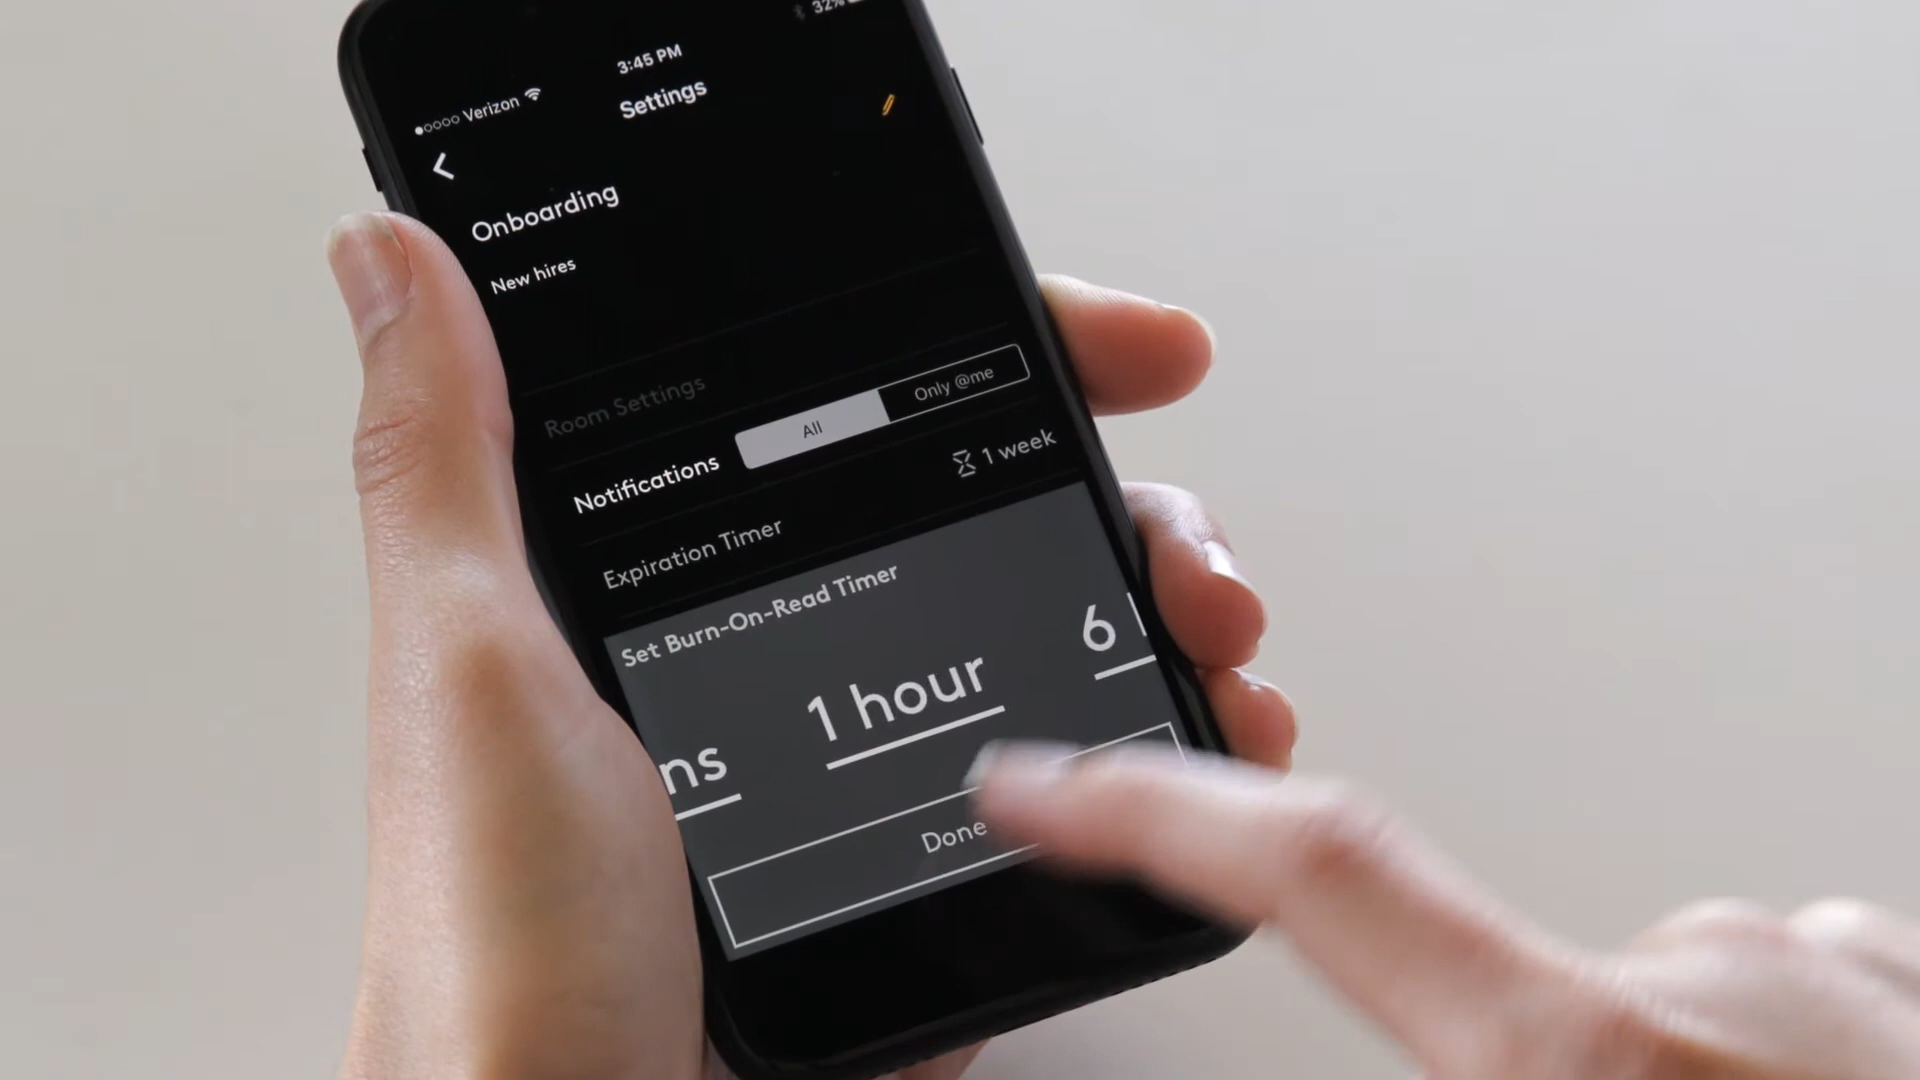 32%
3:45 PM
Verizon
Settings
Onboarding
New hires
Room Settings
Notifications All Only @me
Expiration Timer 1 week
Set Burn-On-Read Timer
ns 1 hour 6
Done